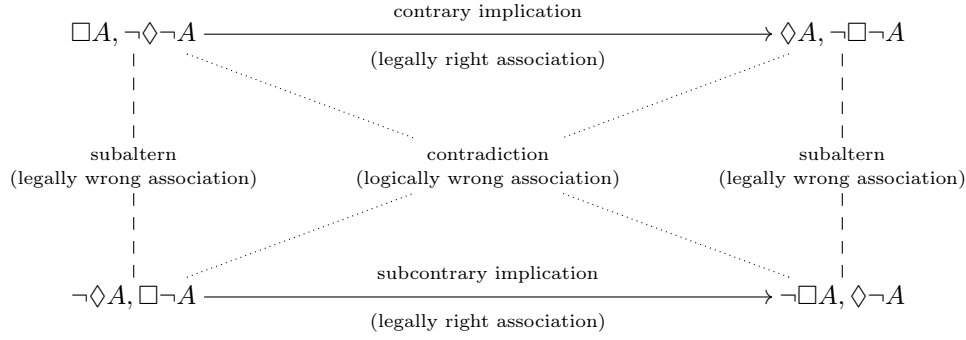 contrary implication
□A, ¬◇¬A
◇A, ¬□¬A
(legally right association)
subaltern
(legally wrong association)
contradiction
(logically wrong association)
subaltern
(legally wrong association)
subcontrary implication
¬◇A, □¬A
¬□A, ◇¬A
(legally right association)